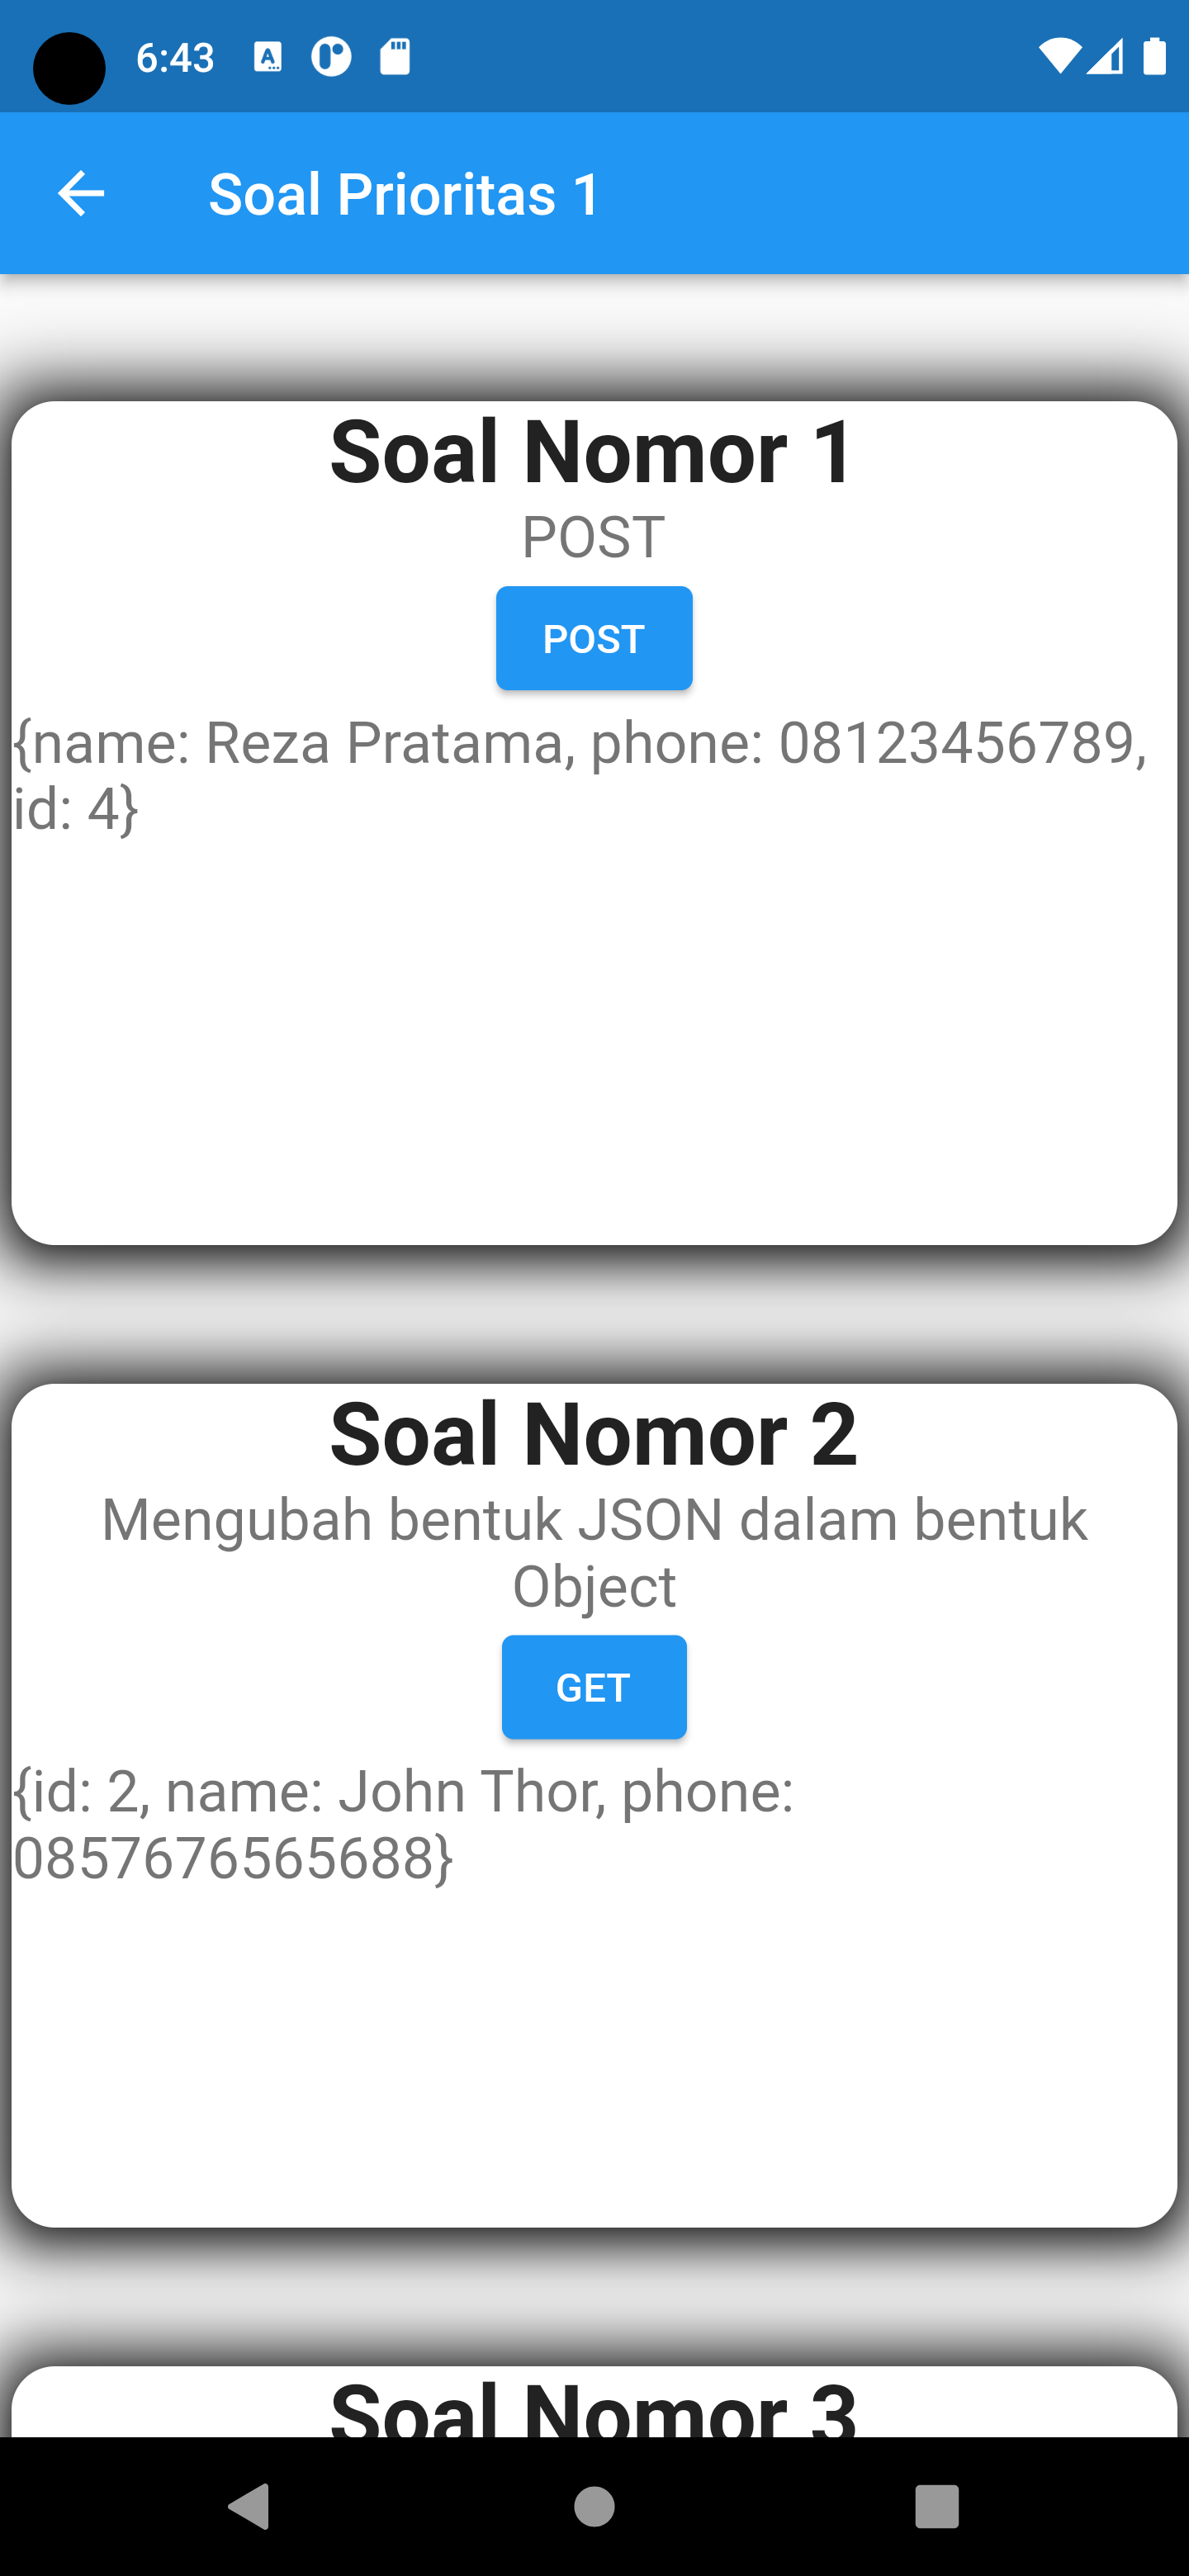 6:43
Soal Prioritas 1
Soal Nomor 1
POST
POST
{name: Reza Pratama, phone: 08123456789,
id: 4}
Soal Nomor 2
Mengubah bentuk JSON dalam bentuk
Object
GET
{id: 2, name: John Thor, phone:
0857676565688}
Soal Nomor 3